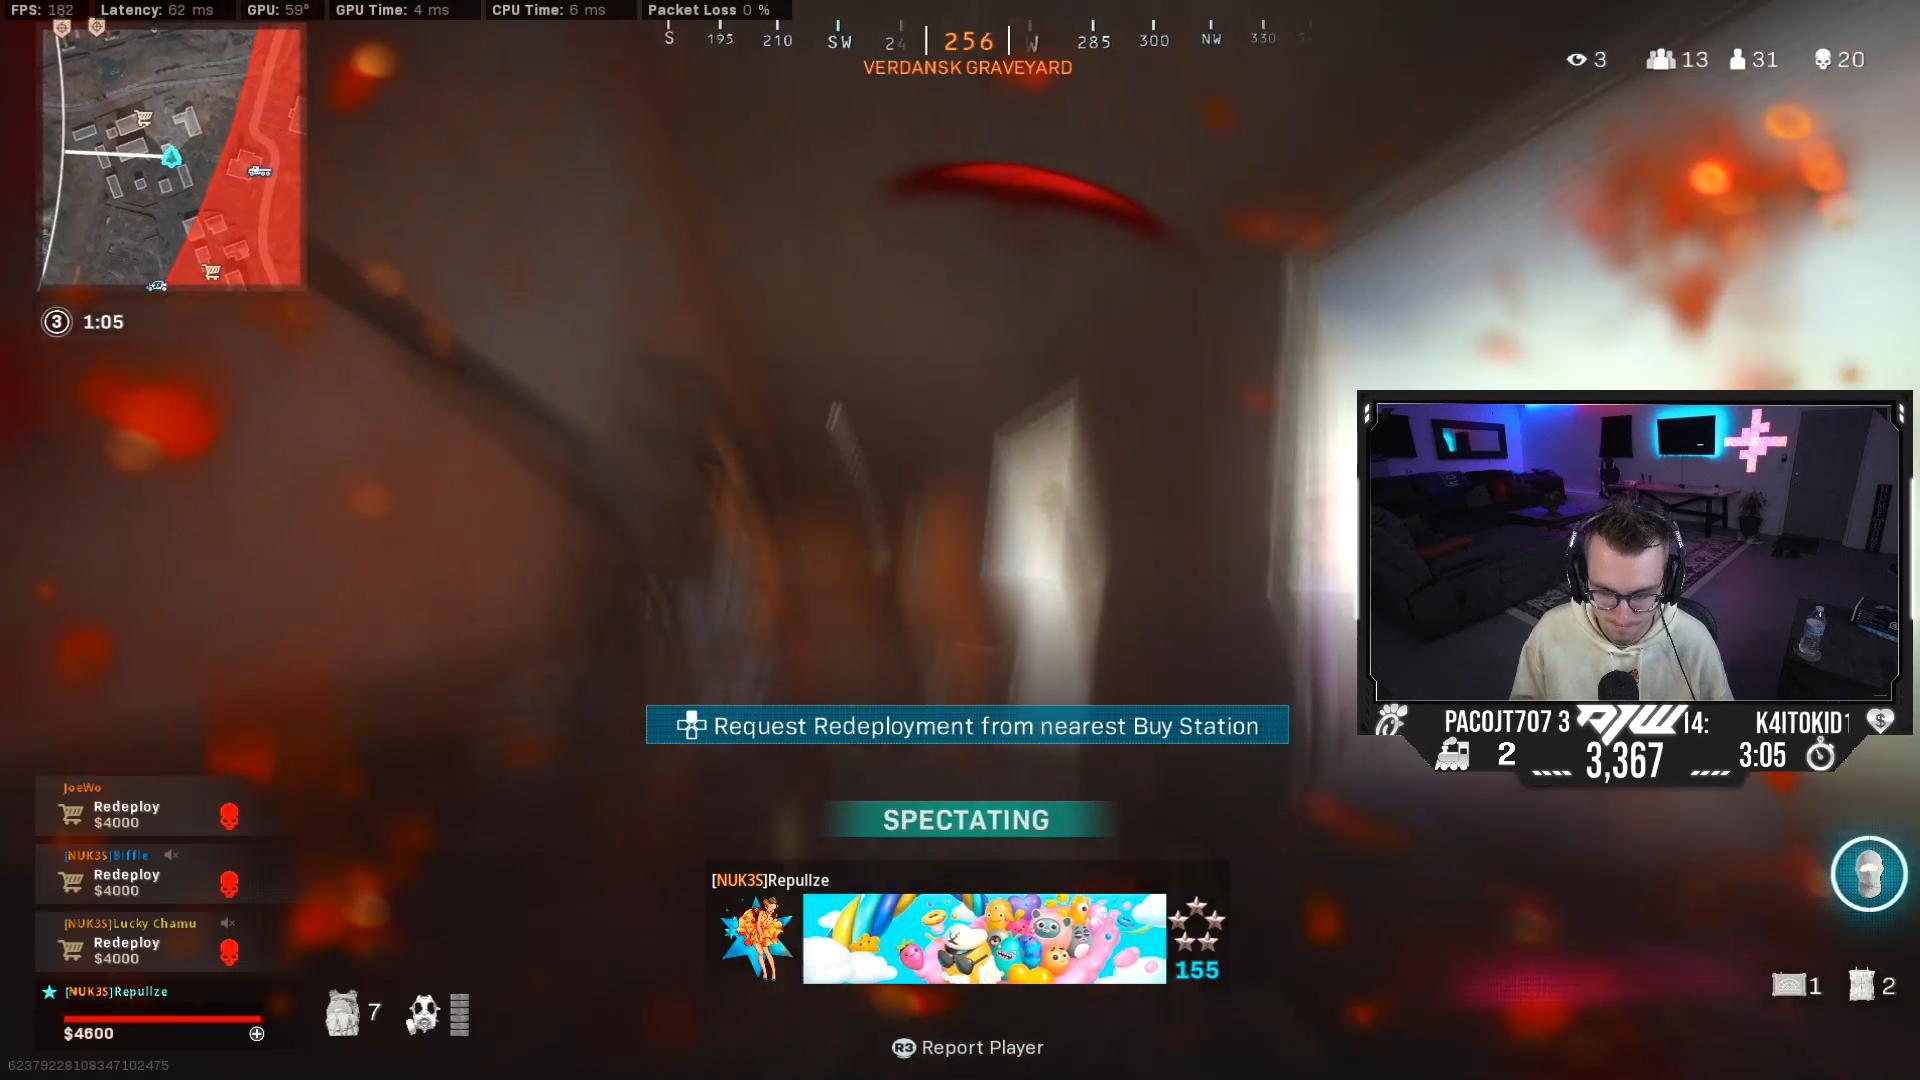 FPS: 182 Latency: 62 ms GPU: 59° GPU Time: 4 ms CPU Time: 6 ms Packet Loss 0 %
S 195 210 SW 24 256 W 285 300 NW 330
VERDANSK GRAVEYARD
3 13 31 20
3 1:05
Request Redeployment from nearest Buy Station
PACOJT707 3 AJW 14: K4ITOKID1
2 3,367 3:05
SPECTATING
JoeWo
Redeploy
$4000
[NUK3S]Biffle
Redeploy
$4000
[NUK3S]Lucky Chamu
Redeploy
$4000
[NUK3S]Repullze
$4600
7
[NUK3S]Repullze
155
1 2
R3 Report Player
62379228108347102475